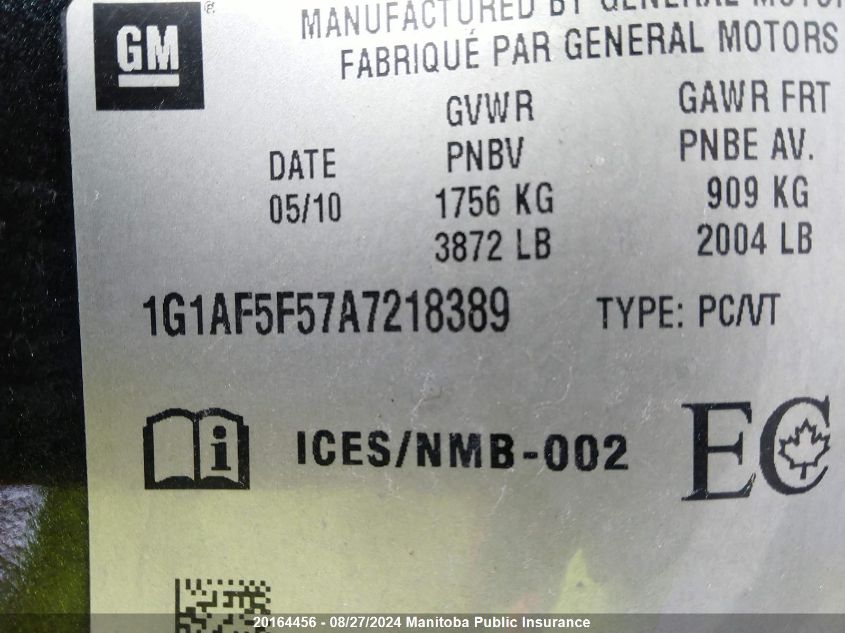 GM
MANUFACTURED BY GENERAL MOTOR
FABRIQUÉ PAR GENERAL MOTORS
GVWR GAWR FRT
DATE PNBV PNBE AV.
05/10 1756 KG 909 KG
3872 LB 2004 LB
1G1AF5F57A7218389 TYPE: PC/VT
i ICES/NMB-002 EC
20164456 - 08/27/2024 Manitoba Public Insurance